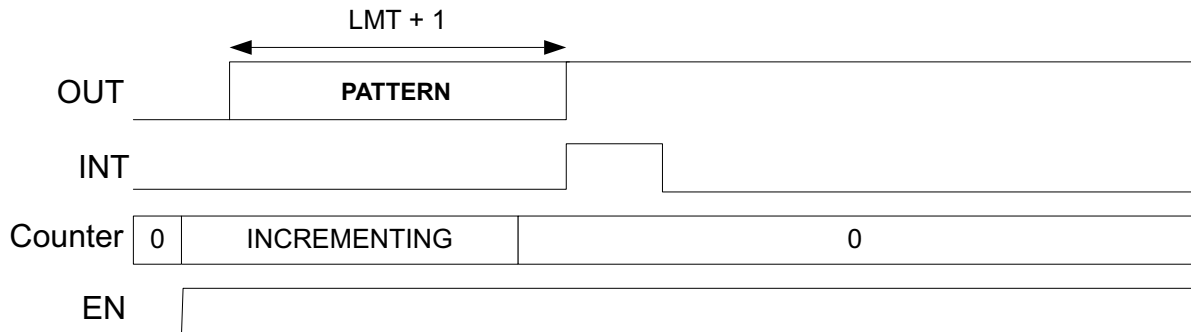 LMT + 1
OUT PATTERN
INT
Counter 0 INCREMENTING 0
EN